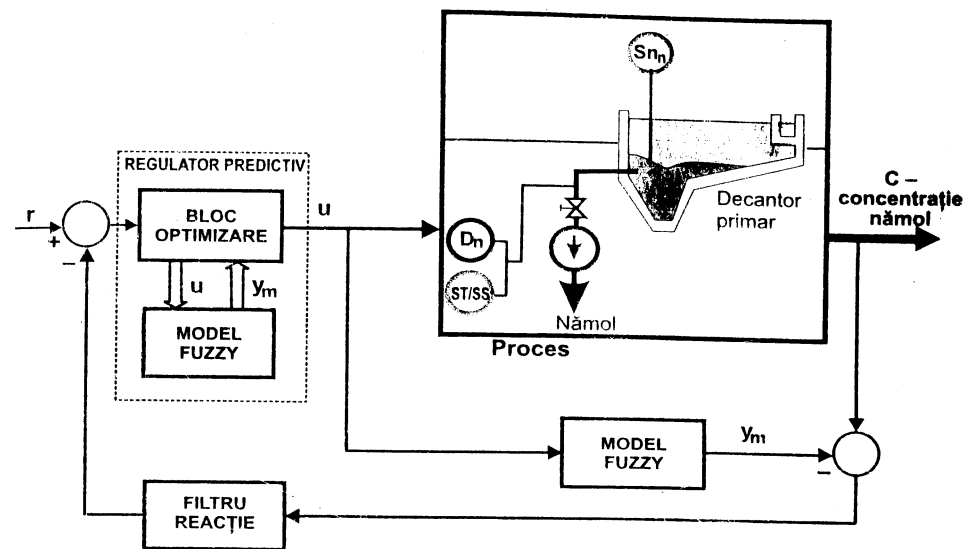 Snₙ
REGULATOR PREDICTIV
r
+
−
BLOC
OPTIMIZARE
u
u
yₘ
MODEL
FUZZY
Dₙ
ST/SS
Decantor
primar
Nămol
Proces
C –
concentrație
nămol
MODEL
FUZZY
yₘ
−
FILTRU
REACȚIE